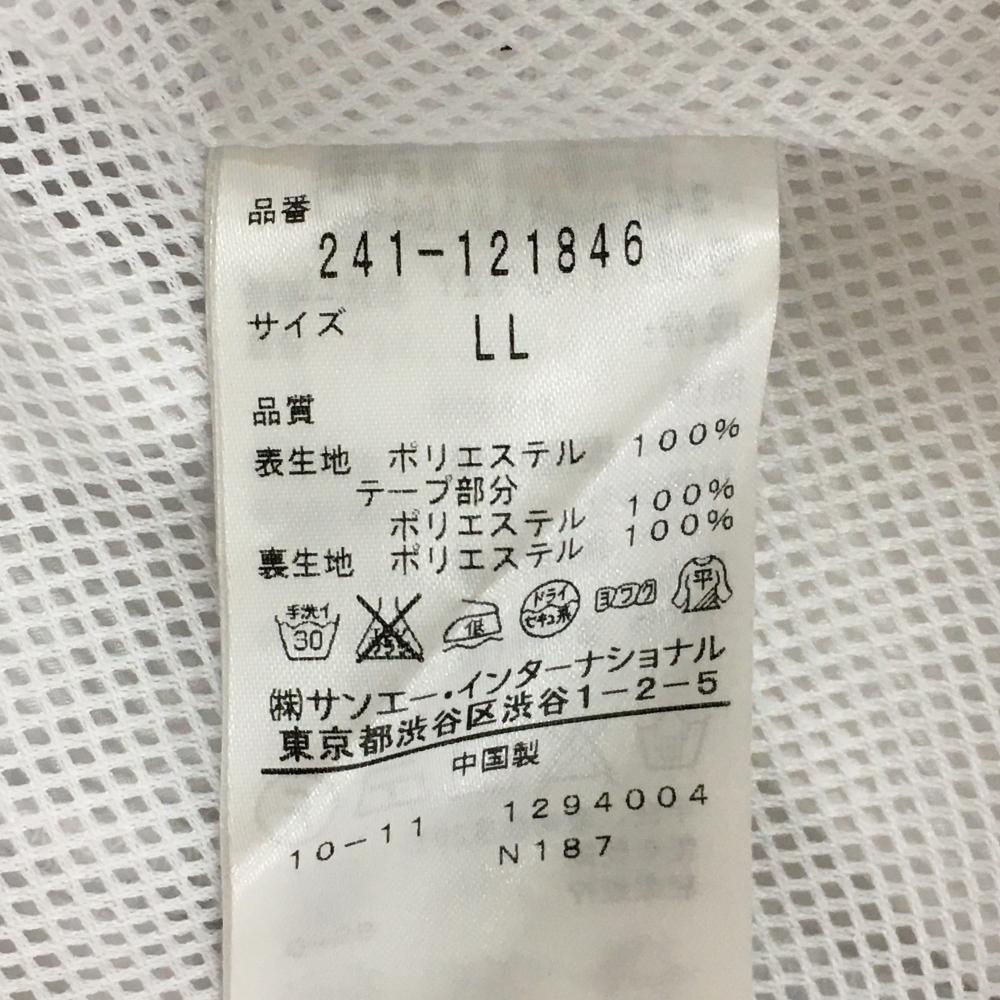 品番
241-121846
サイズ LL
品質
表生地 ポリエステル 100%
テープ部分
ポリエステル 100%
裏生地 ポリエステル 100%
手洗イ 30 低 ドライ セキユ系 ヨワク 平
㈱サンエー・インターナショナル
東京都渋谷区渋谷1-2-5
中国製
10-11 1294004
N187